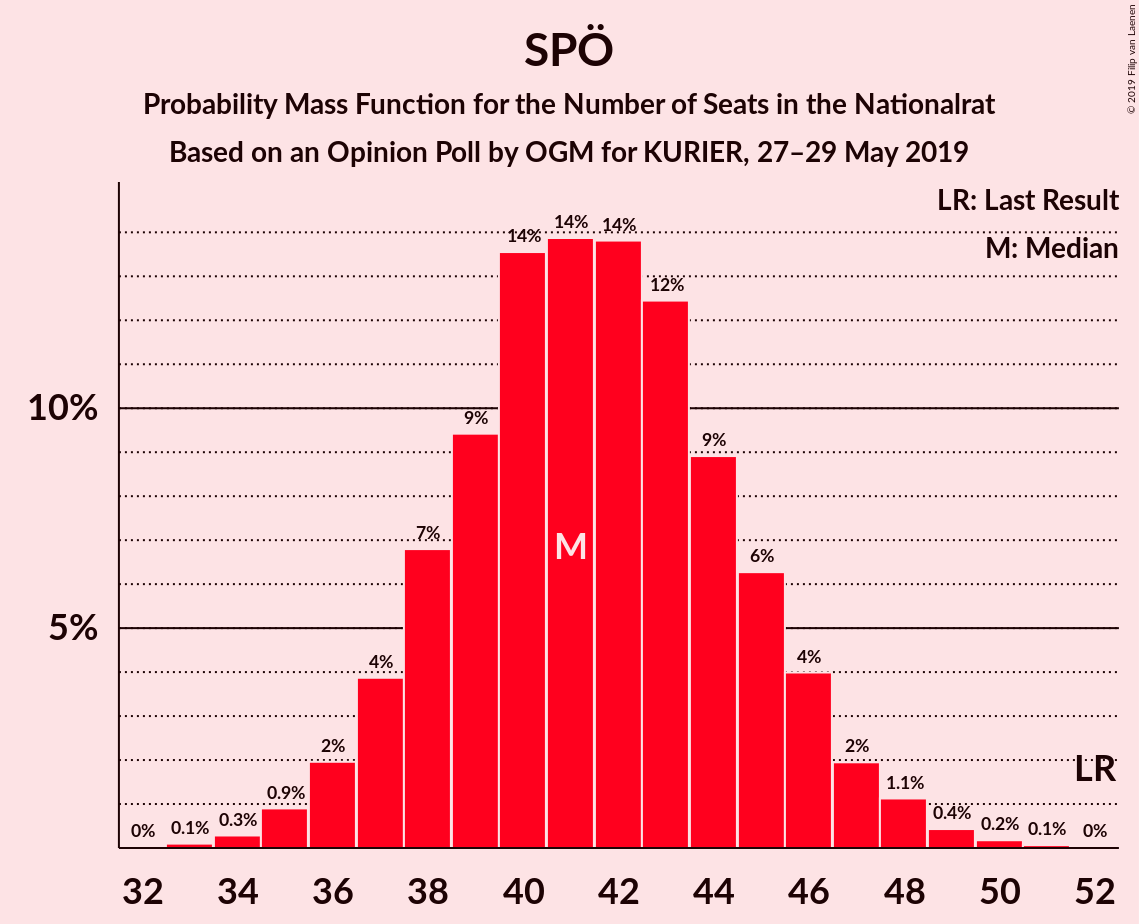 SPÖ
Probability Mass Function for the Number of Seats in the Nationalrat
Based on an Opinion Poll by OGM for KURIER, 27–29 May 2019
© 2019 Filip van Laenen
LR: Last Result
M: Median
10%
5%
0%
0.1%
0.3%
0.9%
2%
4%
7%
9%
14%
14%
14%
12%
9%
6%
4%
2%
1.1%
0.4%
0.2%
0.1%
0%
M
LR
32 34 36 38 40 42 44 46 48 50 52